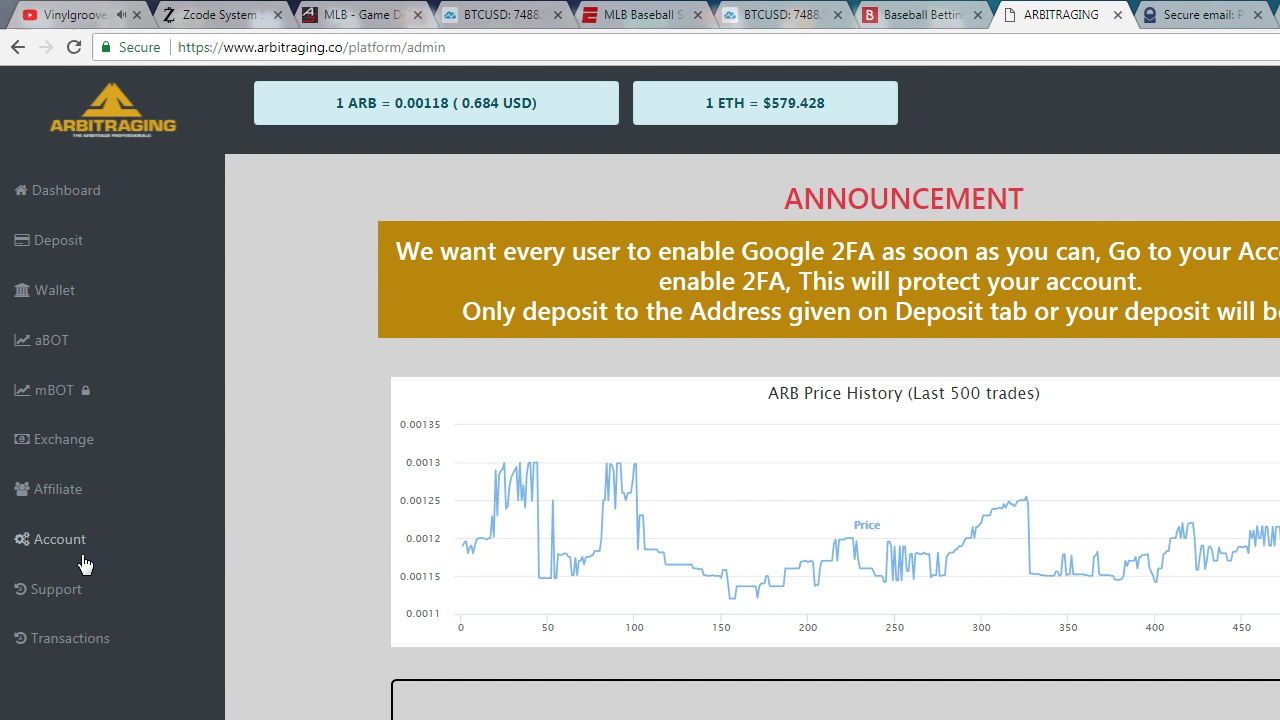 Vinylgroove
Zcode System S
MLB - Game D
BTCUSD: 7488.
MLB Baseball S
BTCUSD: 7488.
Baseball Bettin
ARBITRAGING
Secure email: P
Secure
https://www.arbitraging.co/platform/admin
ARBITRAGING
THE ARBITRAGE PROFESSIONALS
1 ARB = 0.00118 ( 0.684 USD)
1 ETH = $579.428
Dashboard
Deposit
Wallet
aBOT
mBOT
Exchange
Affiliate
Account
Support
Transactions
ANNOUNCEMENT
We want every user to enable Google 2FA as soon as you can, Go to your Acc
enable 2FA, This will protect your account.
Only deposit to the Address given on Deposit tab or your deposit will b
ARB Price History (Last 500 trades)
0.00135
0.0013
0.00125
0.0012
0.00115
0.0011
Price
0 50 100 150 200 250 300 350 400 450